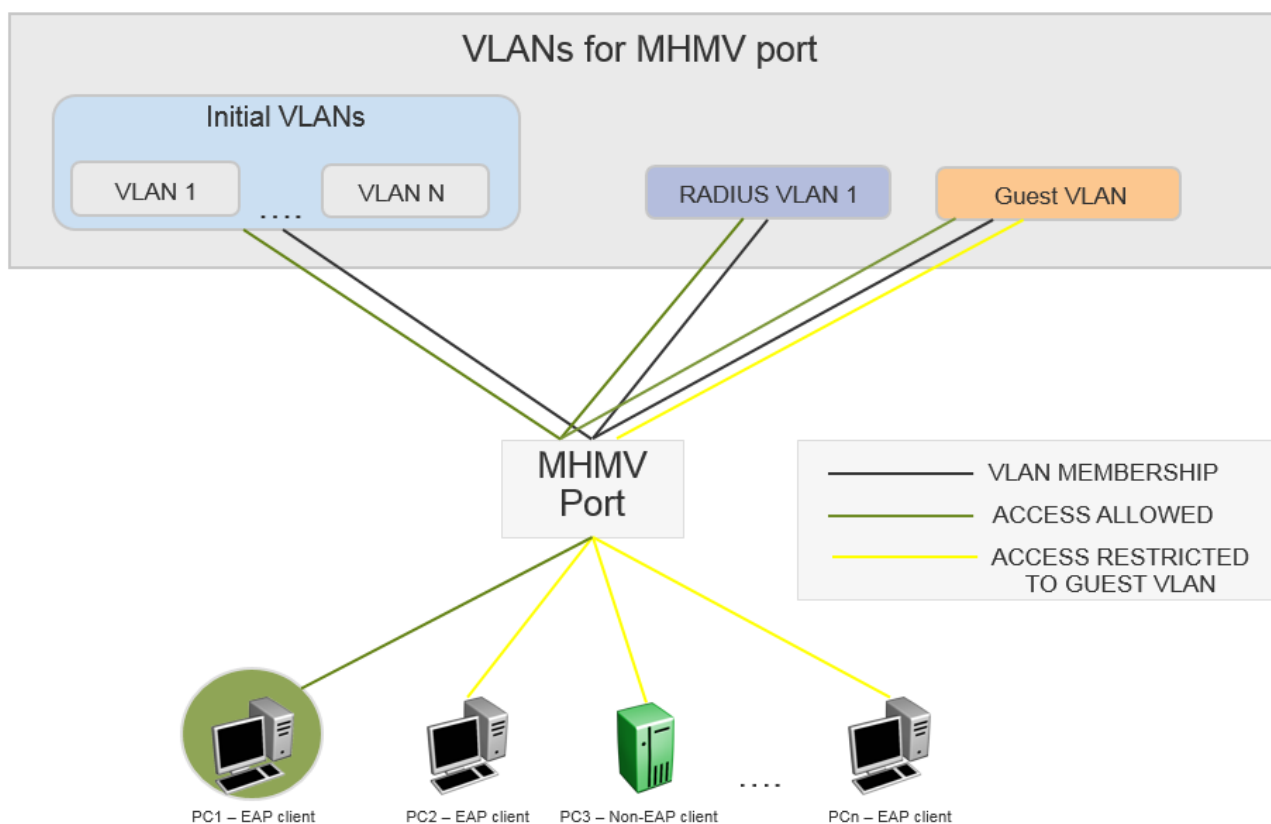 VLANs for MHMV port
Initial VLANs
VLAN 1
....
VLAN N
RADIUS VLAN 1
Guest VLAN
MHMV
Port
VLAN MEMBERSHIP
ACCESS ALLOWED
ACCESS RESTRICTED
TO GUEST VLAN
....
PC1 – EAP client
PC2 – EAP client
PC3 – Non-EAP client
PCn – EAP client